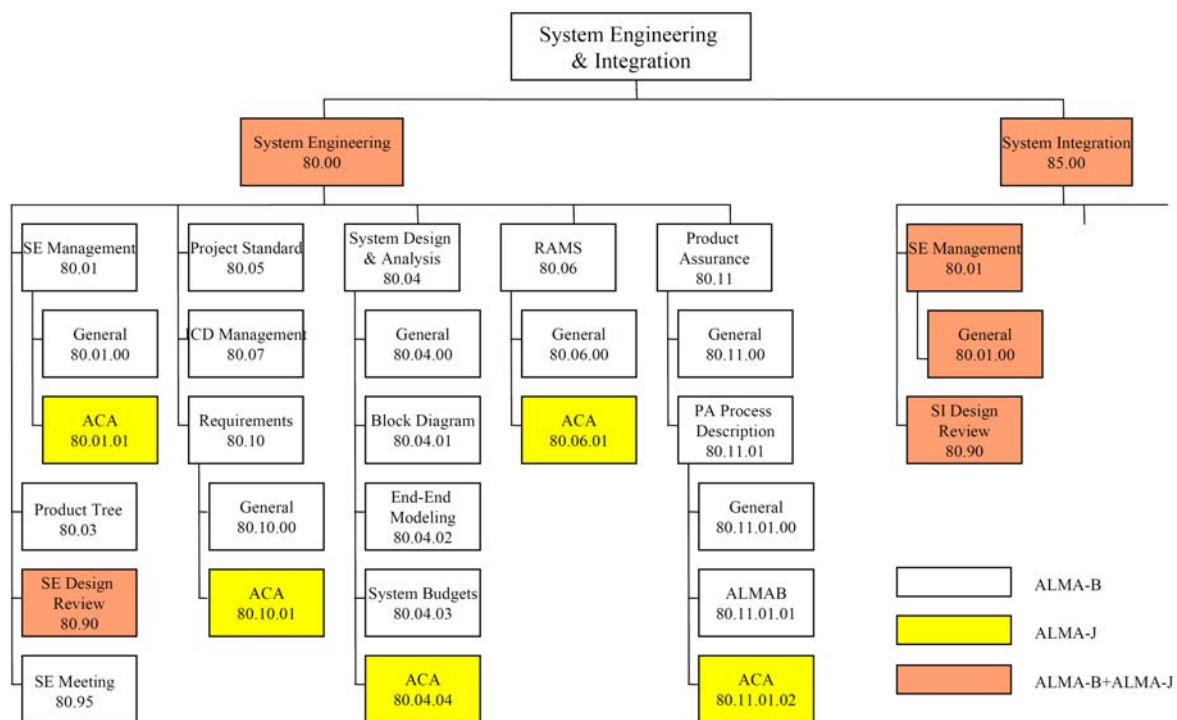 System Engineering
& Integration
System Engineering
80.00
System Integration
85.00
SE Management
80.01
General
80.01.00
ACA
80.01.01
Product Tree
80.03
SE Design
Review
80.90
SE Meeting
80.95
Project Standard
80.05
ICD Management
80.07
Requirements
80.10
General
80.10.00
ACA
80.10.01
System Design
& Analysis
80.04
General
80.04.00
Block Diagram
80.04.01
End-End
Modeling
80.04.02
System Budgets
80.04.03
ACA
80.04.04
RAMS
80.06
General
80.06.00
ACA
80.06.01
Product
Assurance
80.11
General
80.11.00
PA Process
Description
80.11.01
General
80.11.01.00
ALMAB
80.11.01.01
ACA
80.11.01.02
SE Management
80.01
General
80.01.00
SI Design
Review
80.90
ALMA-B
ALMA-J
ALMA-B+ALMA-J